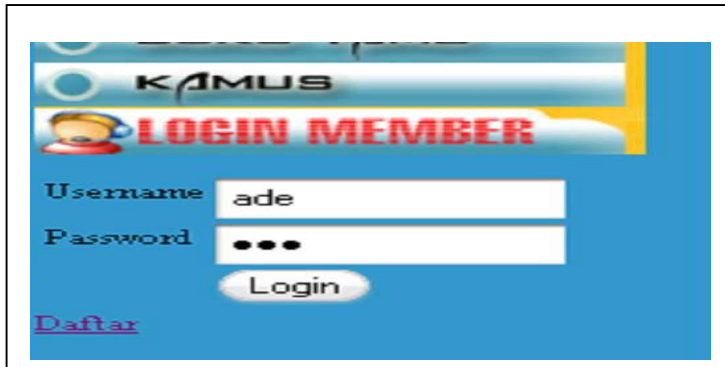 KAMUS
LOGIN MEMBER
Username ade
Password •••
Login
Daftar